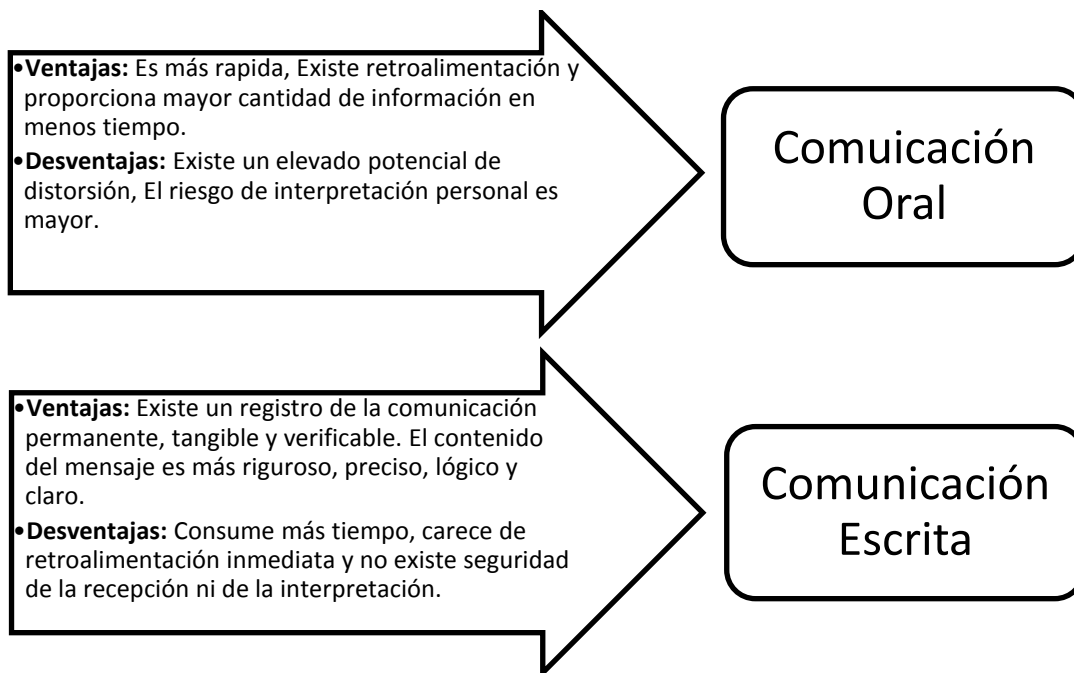 •Ventajas: Es más rapida, Existe retroalimentación y
proporciona mayor cantidad de información en
menos tiempo.
•Desventajas: Existe un elevado potencial de
distorsión, El riesgo de interpretación personal es
mayor.
Comuicación
Oral
•Ventajas: Existe un registro de la comunicación
permanente, tangible y verificable. El contenido
del mensaje es más riguroso, preciso, lógico y
claro.
•Desventajas: Consume más tiempo, carece de
retroalimentación inmediata y no existe seguridad
de la recepción ni de la interpretación.
Comunicación
Escrita